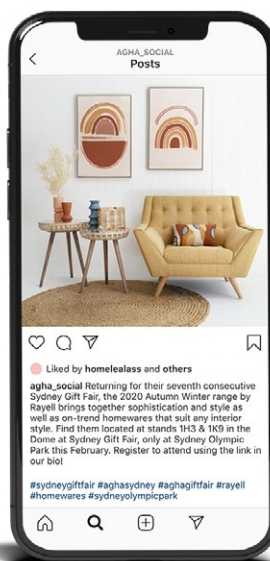 AGHA_SOCIAL
Posts
Liked by homelealass and others
agha_social Returning for their seventh consecutive
Sydney Gift Fair, the 2020 Autumn Winter range by
Rayell brings together sophistication and style as
well as on-trend homewares that suit any interior
style. Find them located at stands 1H3 & 1K9 in the
Dome at Sydney Gift Fair, only at Sydney Olympic
Park this February. Register to attend using the link in
our bio!
#sydneygiftfair #aghasydney #aghagiftfair #rayell
#homewares #sydneyolympicpark